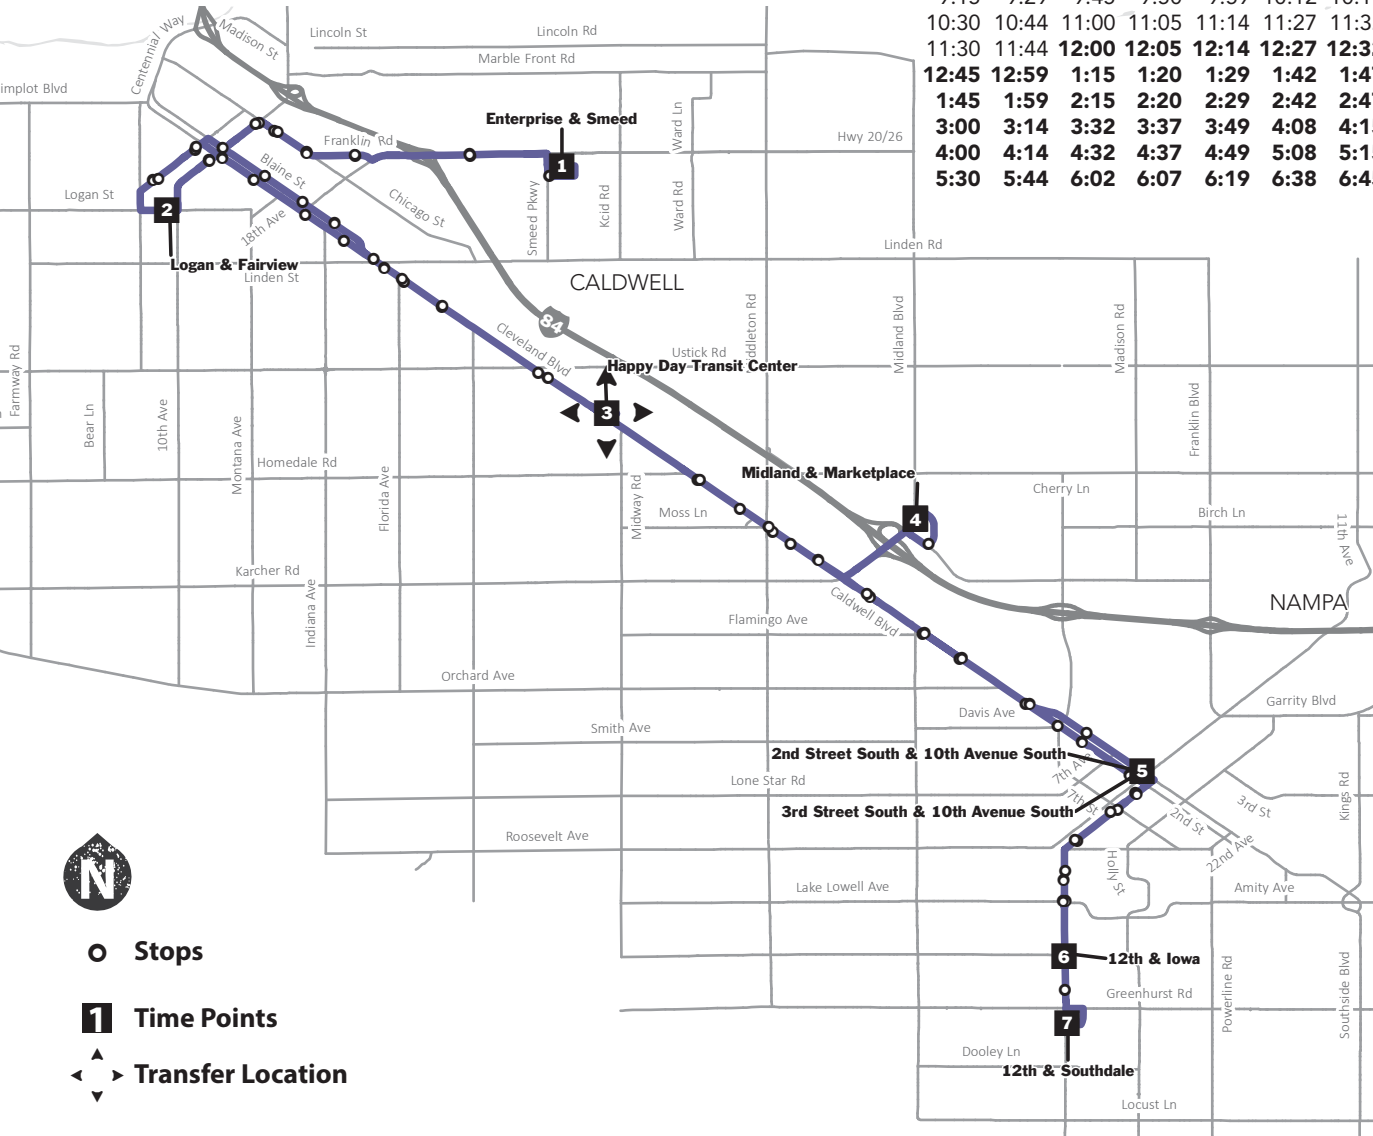 10:30 10:44 11:00 11:05 11:14 11:27
11:30 11:44 12:00 12:05 12:14 12:27
12:45 12:59 1:15 1:20 1:29 1:42
1:45 1:59 2:15 2:20 2:29 2:42
3:00 3:14 3:32 3:37 3:49 4:08
4:00 4:14 4:32 4:37 4:49 5:08
5:30 5:44 6:02 6:07 6:19 6:38
Centennial Way
Madison St
Lincoln St
Lincoln Rd
Marble Front Rd
implot Blvd
Enterprise & Smeed
Ward Ln
Franklin Rd
Hwy 20/26
1
Blaine St
Logan St
2
Chicago St
Smeed Pkwy
Kcid Rd
Ward Rd
18th Ave
Linden Rd
Logan & Fairview
Linden St
CALDWELL
84
Cleveland Blvd
Ustick Rd
ddleton Rd
Midland Blvd
Madison Rd
Happy Day Transit Center
Farmway Rd
Bear Ln
10th Ave
Montana Ave
3
Franklin Blvd
Homedale Rd
Florida Ave
Midway Rd
Midland & Marketplace
Cherry Ln
Moss Ln
4
Birch Ln
11th Ave
Karcher Rd
Indiana Ave
Caldwell Blvd
Flamingo Ave
NAMPA
Orchard Ave
Garrity Blvd
Davis Ave
Smith Ave
2nd Street South & 10th Avenue South
7th Ave
5
Lone Star Rd
Kings Rd
3rd Street South & 10th Avenue South
7th St
2nd St
3rd St
Roosevelt Ave
22nd Ave
Holly St
Lake Lowell Ave
Amity Ave
N
Stops
6
12th & Iowa
Powerline Rd
Southside Blvd
Greenhurst Rd
1
Time Points
7
Dooley Ln
Transfer Location
12th & Southdale
Locust Ln